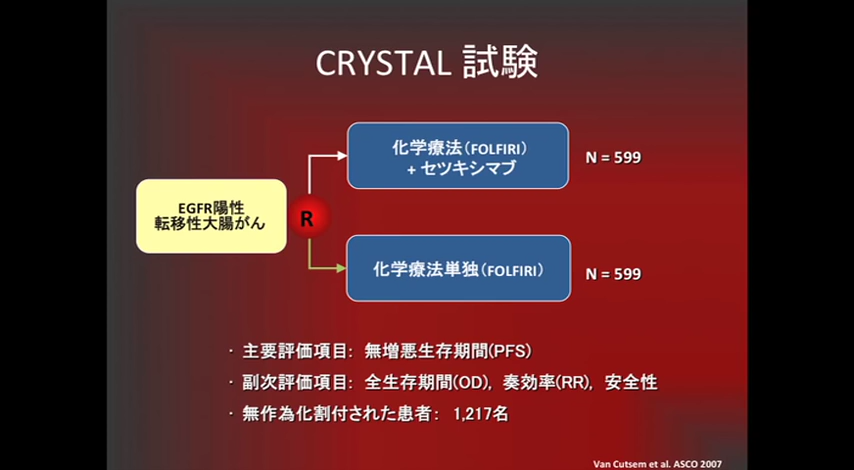 CRYSTAL 試験
化学療法(FOLFIRI)
+ セツキシマブ
N = 599
EGFR陽性
転移性大腸がん
R
化学療法単独(FOLFIRI)
N = 599
・ 主要評価項目: 無増悪生存期間(PFS)
・ 副次評価項目: 全生存期間(OD), 奏効率(RR), 安全性
・ 無作為化割付された患者: 1,217名
Van Cutsem et al. ASCO 2007